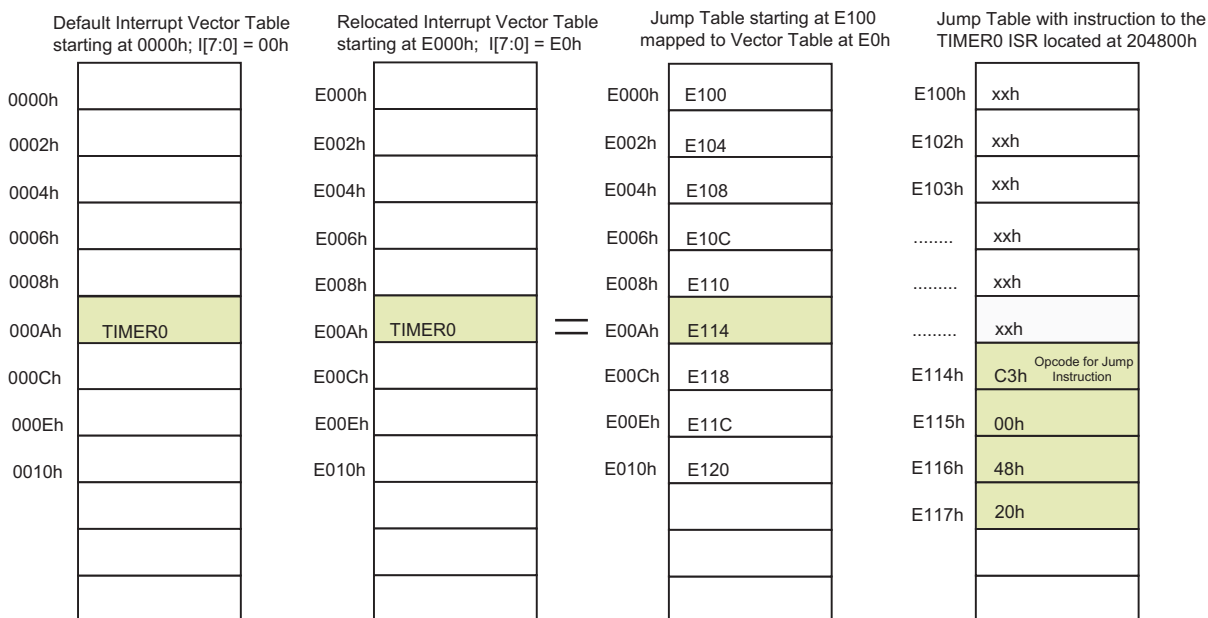 Default Interrupt Vector Table
starting at 0000h; I[7:0] = 00h
0000h
0002h
0004h
0006h
0008h
000Ah TIMER0
000Ch
000Eh
0010h
Relocated Interrupt Vector Table
starting at E000h; I[7:0] = E0h
E000h
E002h
E004h
E006h
E008h
E00Ah TIMER0
E00Ch
E00Eh
E010h
=
Jump Table starting at E100
mapped to Vector Table at E0h
E000h E100
E002h E104
E004h E108
E006h E10C
E008h E110
E00Ah E114
E00Ch E118
E00Eh E11C
E010h E120
Jump Table with instruction to the
TIMER0 ISR located at 204800h
E100h xxh
E102h xxh
E103h xxh
........ xxh
......... xxh
......... xxh
E114h C3h Opcode for Jump
Instruction
E115h 00h
E116h 48h
E117h 20h